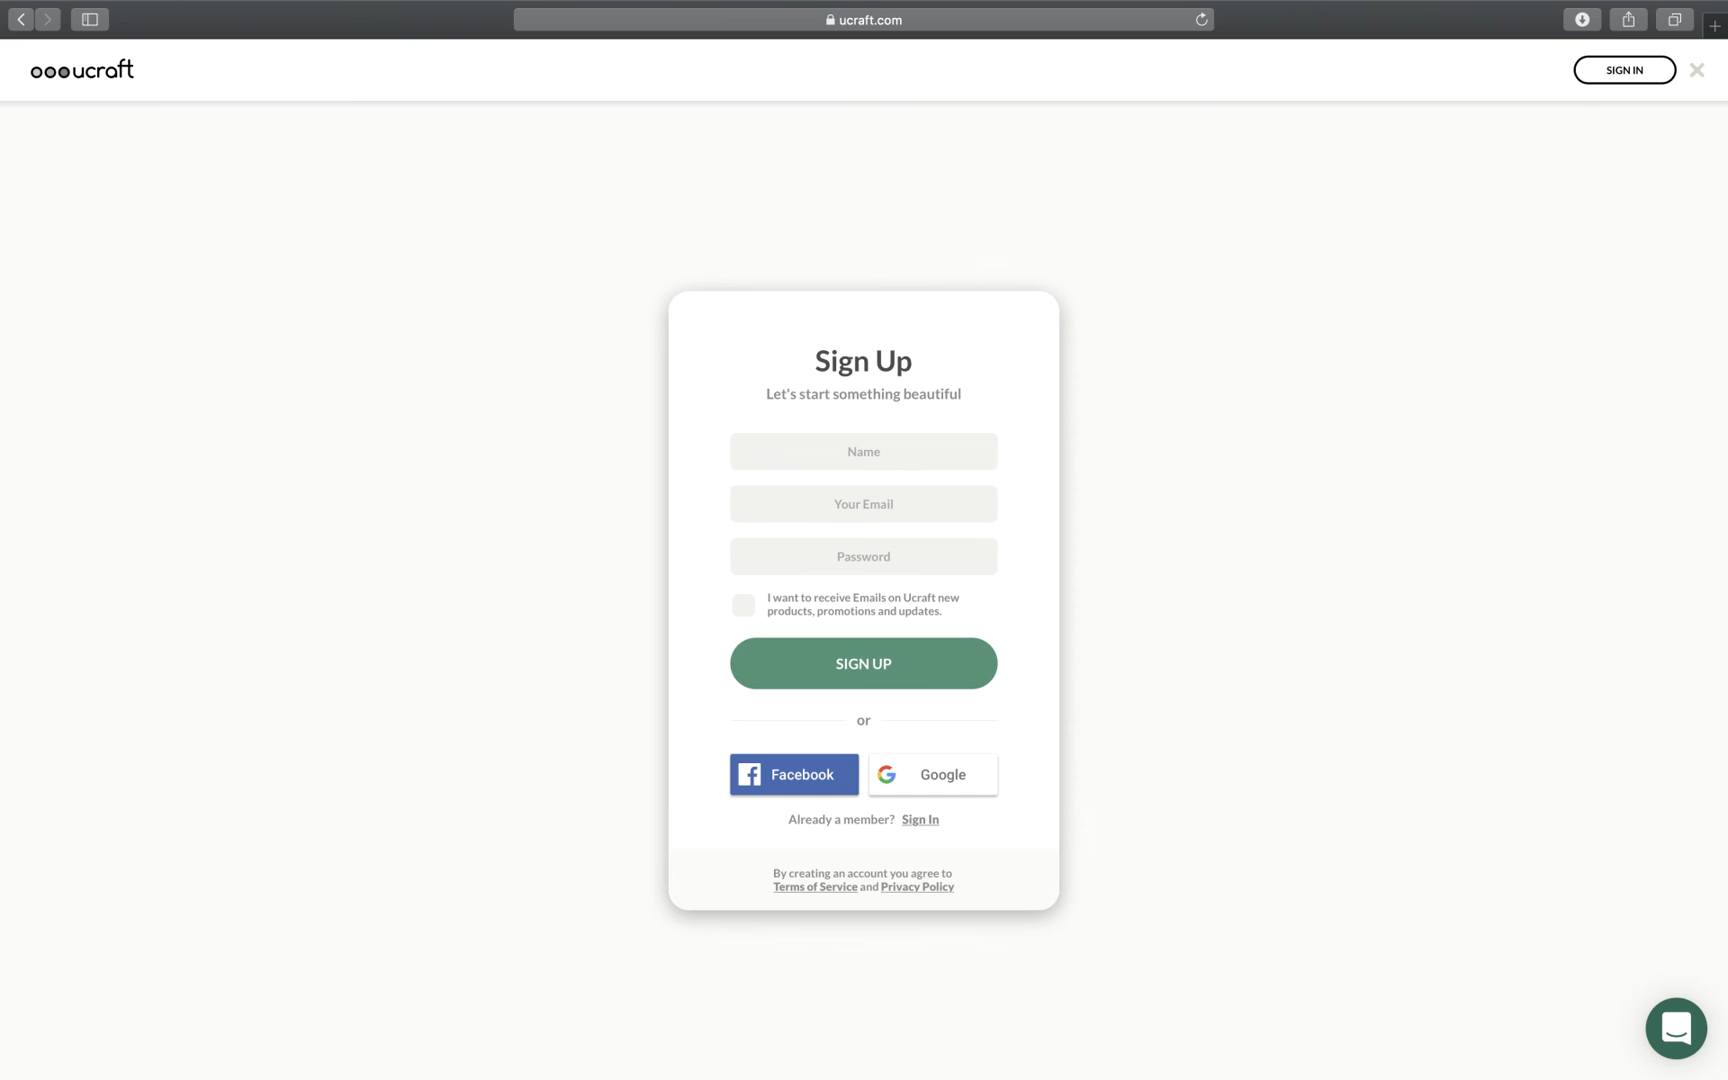 ucraft.com
ucraft
SIGN IN
Sign Up
Let's start something beautiful
Name
Your Email
Password
I want to receive Emails on Ucraft new
products, promotions and updates.
SIGN UP
or
Facebook
Google
Already a member? Sign In
By creating an account you agree to
Terms of Service and Privacy Policy